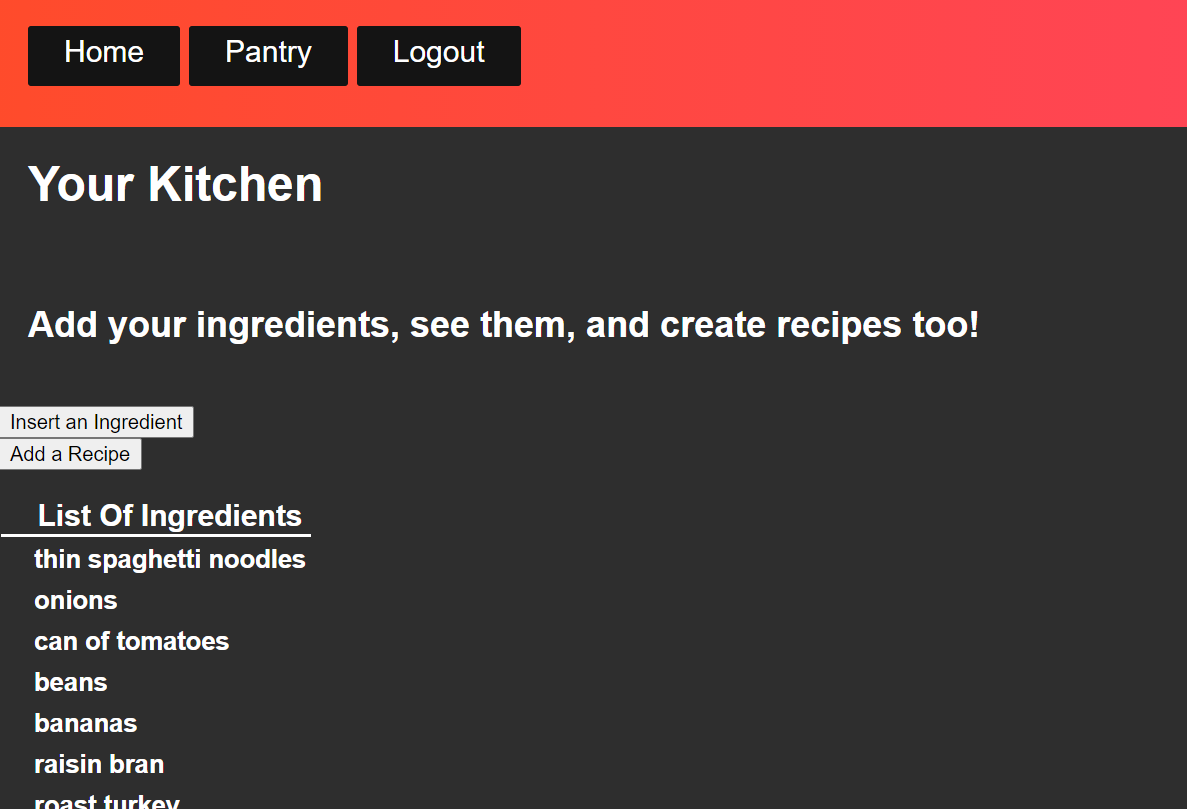 Home Pantry Logout
Your Kitchen
Add your ingredients, see them, and create recipes too!
Insert an Ingredient
Add a Recipe
List Of Ingredients
thin spaghetti noodles
onions
can of tomatoes
beans
bananas
raisin bran
roast turkey